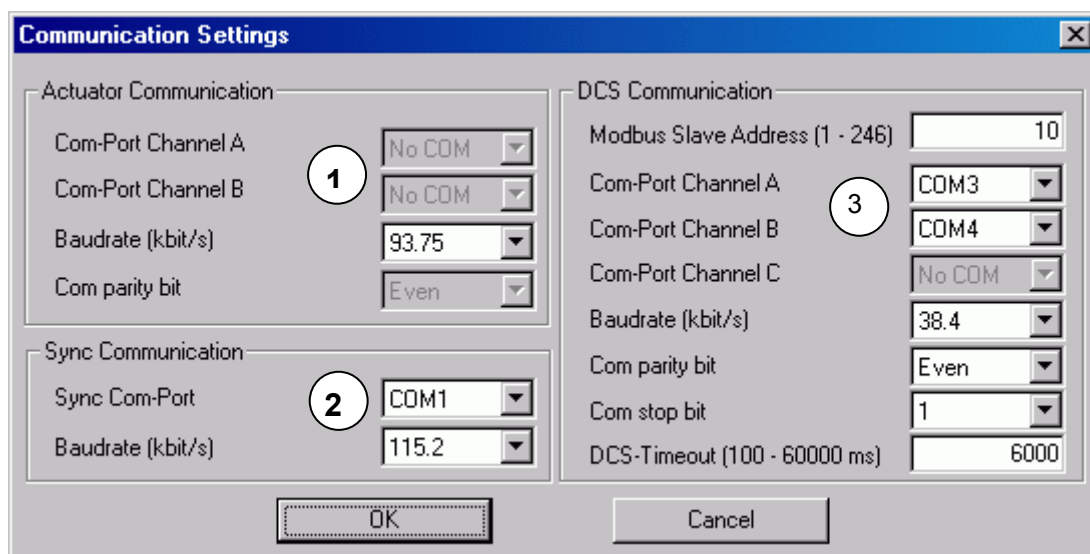 Communication Settings
Actuator Communication
Com-Port Channel A No COM
Com-Port Channel B No COM
1
Baudrate (kbit/s) 93.75
Com parity bit Even
Sync Communication
Sync Com-Port COM1
2
Baudrate (kbit/s) 115.2
DCS Communication
Modbus Slave Address (1 - 246) 10
Com-Port Channel A COM3
3
Com-Port Channel B COM4
Com-Port Channel C No COM
Baudrate (kbit/s) 38.4
Com parity bit Even
Com stop bit 1
DCS-Timeout (100 - 60000 ms) 6000
OK Cancel